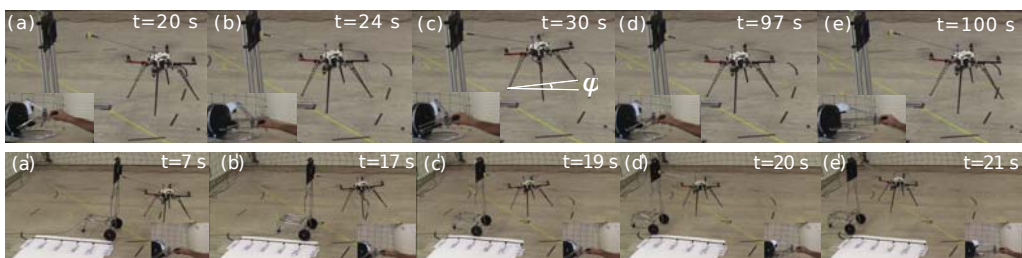 (a) t=20 s (b) t=24 s (c) t=30 s (d) t=97 s (e) t=100 s
φ
(a') t=7 s (b') t=17 s (c') t=19 s (d') t=20 s (e') t=21 s